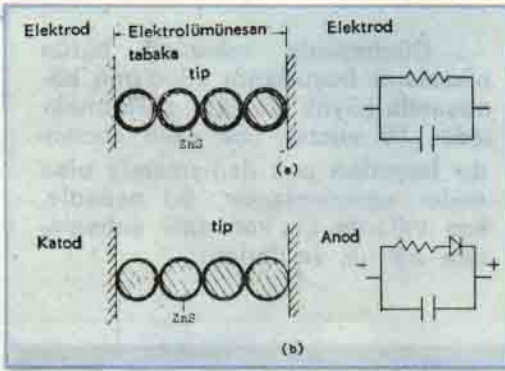 Elektrod Elektrolümünesan Elektrod
tabaka
tip
ZnS
(a)
tip
Katod Anod
- +
ZnS
(b)